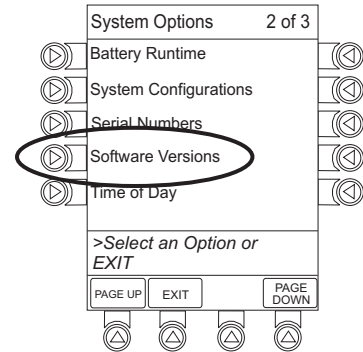 System Options 2 of 3
Battery Runtime
System Configurations
Serial Numbers
Software Versions
Time of Day
>Select an Option or
EXIT
PAGE UP EXIT PAGE
DOWN